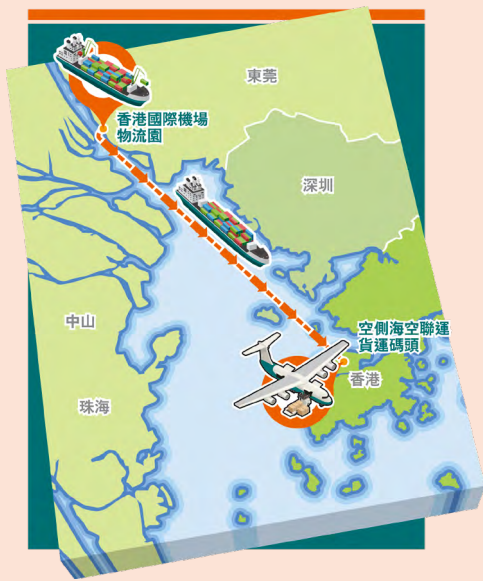 東莞
香港國際機場
物流園
深圳
中山
空側海空聯運
貨運碼頭
香港
珠海